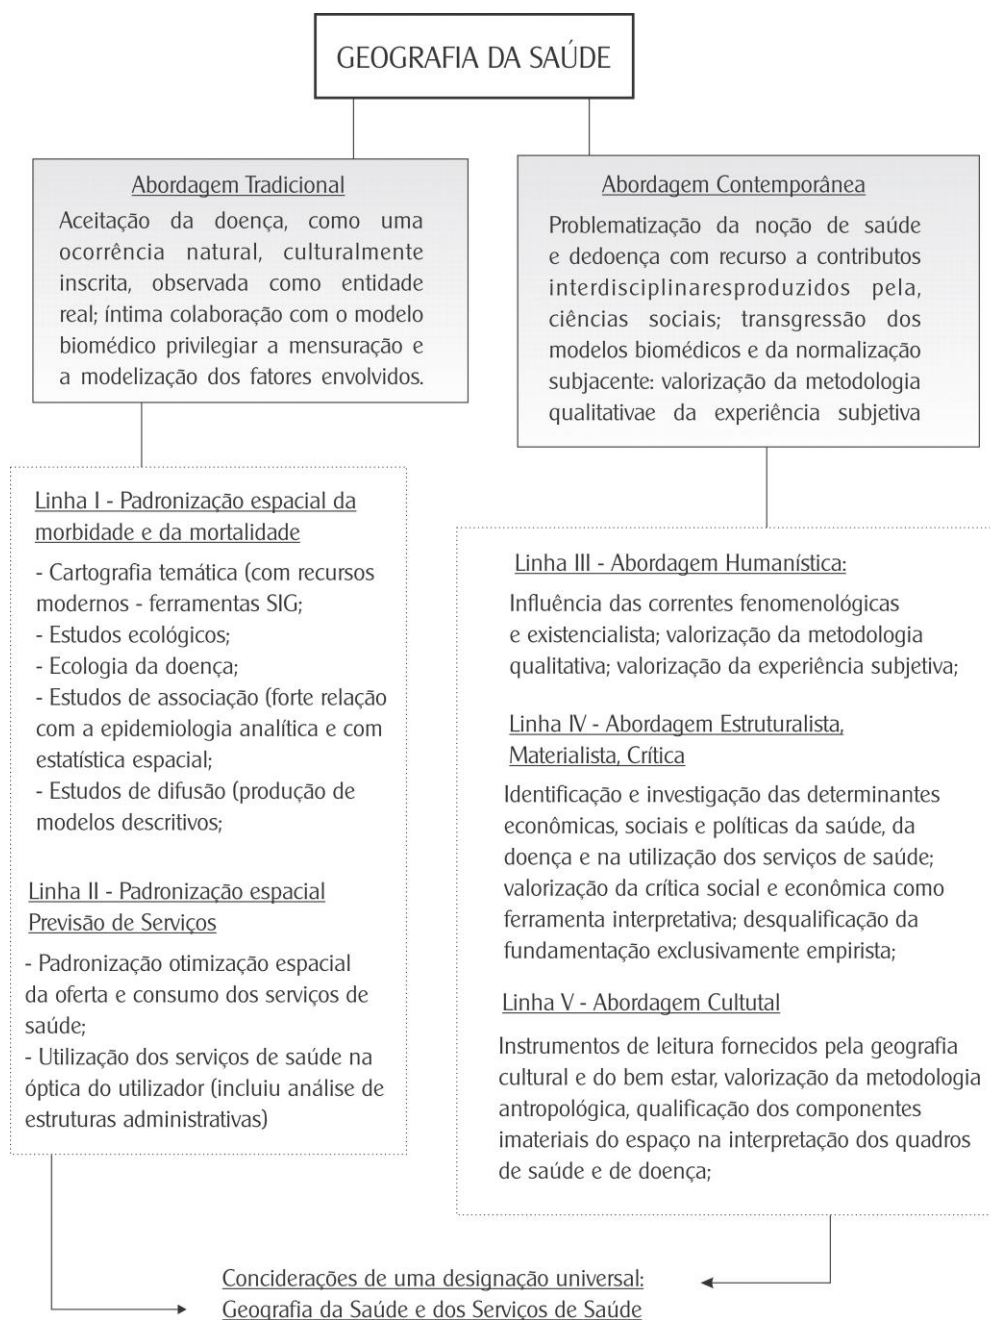 GEOGRAFIA DA SAÚDE
Abordagem Tradicional
Aceitação da doença, como uma
ocorrência natural, culturalmente
inscrita, observada como entidade
real; íntima colaboração com o modelo
biomédico privilegiar a mensuração e
a modelização dos fatores envolvidos.
Abordagem Contemporânea
Problematização da noção de saúde
e dedoença com recurso a contributos
interdisciplinaresproduzidos pela,
ciências sociais; transgressão dos
modelos biomédicos e da normalização
subjacente: valorização da metodologia
qualitativae da experiência subjetiva
Linha I - Padronização espacial da
morbidade e da mortalidade
- Cartografia temática (com recursos
modernos - ferramentas SIG;
- Estudos ecológicos;
- Ecologia da doença;
- Estudos de associação (forte relação
com a epidemiologia analítica e com
estatística espacial;
- Estudos de difusão (produção de
modelos descritivos;
Linha II - Padronização espacial
Previsão de Serviços
- Padronização otimização espacial
da oferta e consumo dos serviços de
saúde;
- Utilização dos serviços de saúde na
óptica do utilizador (incluiu análise de
estruturas administrativas)
Linha III - Abordagem Humanística:
Influência das correntes fenomenológicas
e existencialista; valorização da metodologia
qualitativa; valorização da experiência subjetiva;
Linha IV - Abordagem Estruturalista,
Materialista, Crítica
Identificação e investigação das determinantes
econômicas, sociais e políticas da saúde, da
doença e na utilização dos serviços de saúde;
valorização da crítica social e econômica como
ferramenta interpretativa; desqualificação da
fundamentação exclusivamente empirista;
Linha V - Abordagem Cultutal
Instrumentos de leitura fornecidos pela geografia
cultural e do bem estar, valorização da metodologia
antropológica, qualificação dos componentes
imateriais do espaço na interpretação dos quadros
de saúde e de doença;
Conciderações de uma designação universal:
Geografia da Saúde e dos Serviços de Saúde